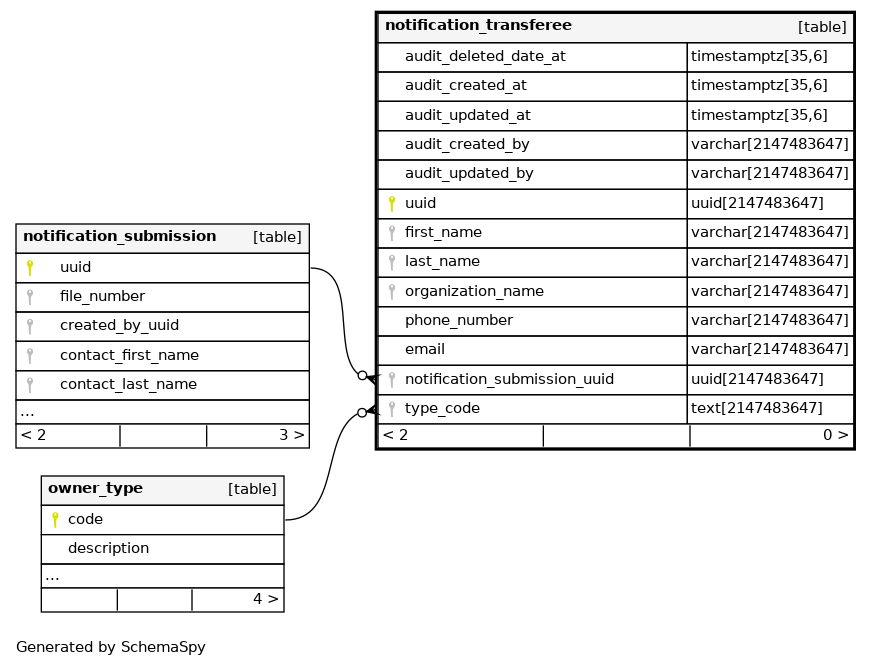 notification_transferee [table]
audit_deleted_date_at timestamptz[35,6]
audit_created_at timestamptz[35,6]
audit_updated_at timestamptz[35,6]
audit_created_by varchar[2147483647]
audit_updated_by varchar[2147483647]
uuid uuid[2147483647]
first_name varchar[2147483647]
last_name varchar[2147483647]
organization_name varchar[2147483647]
phone_number varchar[2147483647]
email varchar[2147483647]
notification_submission_uuid uuid[2147483647]
type_code text[2147483647]
< 2 0 >
notification_submission [table]
uuid
file_number
created_by_uuid
contact_first_name
contact_last_name
...
< 2 3 >
owner_type [table]
code
description
...
4 >
Generated by SchemaSpy